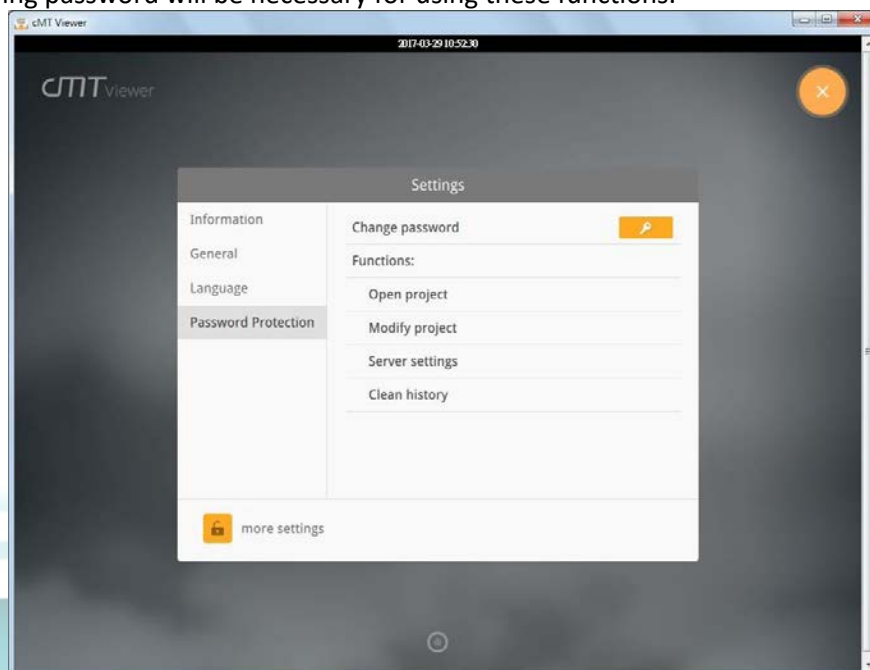 ing password will be necessary for using these functions.
cMT Viewer
2017-03-29 10:52:30
cMT Viewer
Settings
Information
Change password
General
Functions:
Language
Open project
Password Protection
Modify project
Server settings
Clean history
more settings